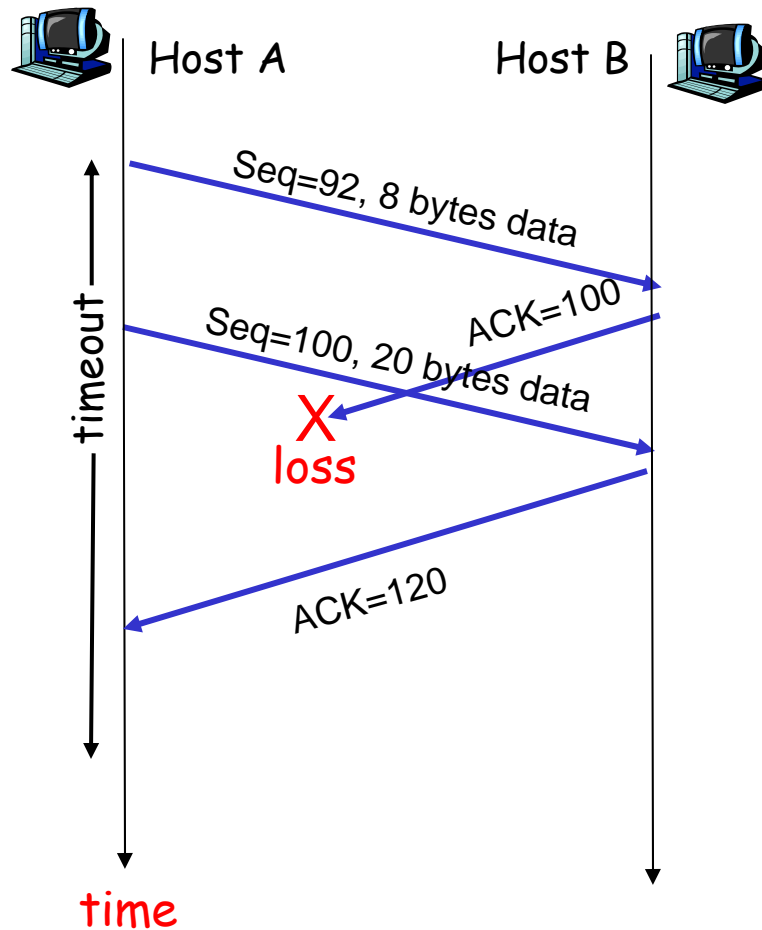 Host A
Host B
Seq=92, 8 bytes data
ACK=100
timeout
Seq=100, 20 bytes data
X
loss
ACK=120
time